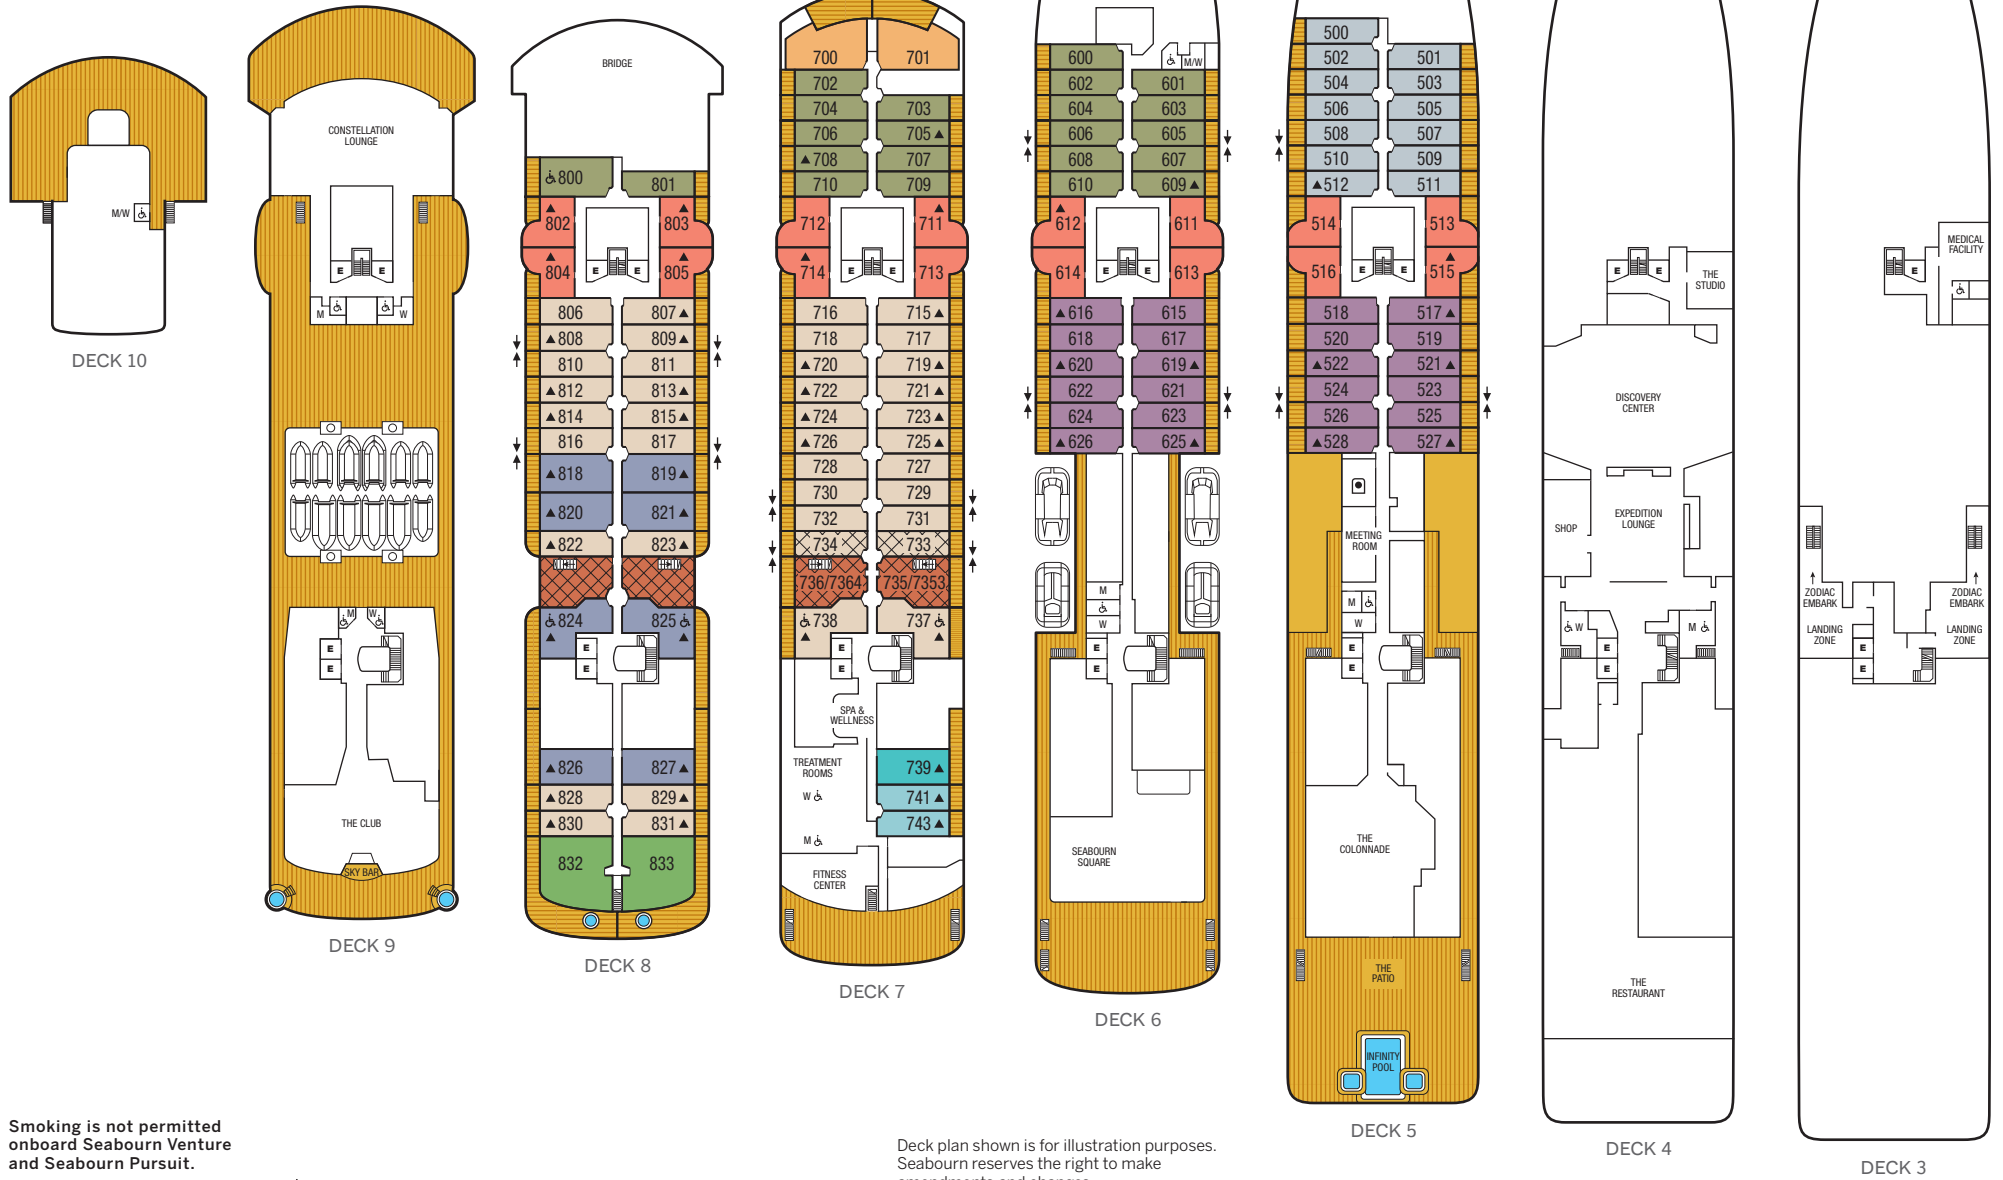 M/W
DECK 10
CONSTELLATION
LOUNGE
E E
M W
E
E
M W
THE CLUB
SKY BAR
DECK 9
BRIDGE
800 801
802 803
804 805
E E
806 807
808 809
810 811
812 813
814 815
816 817
818 819
820 821
822 823
824 825
E
E
826 827
828 829
830 831
832 833
DECK 8
700 701
702
704 703
706 705
708 707
710 709
712 711
714 713
E E
716 715
718 717
720 719
722 721
724 723
726 725
728 727
730 729
732 731
734 733
736/7364 735/7353
738 737
E
E
SPA &
WELLNESS
TREATMENT
ROOMS
W
M
739
741
743
FITNESS
CENTER
DECK 7
M/W
600
602 601
604 603
606 605
608 607
610 609
612 611
614 613
E E
616 615
618 617
620 619
622 621
624 623
626 625
M
W
E
E
SEABOURN
SQUARE
DECK 6
500
502 501
504 503
506 505
508 507
510 509
512 511
514 513
516 515
E E
518 517
520 519
522 521
524 523
526 525
528 527
MEETING
ROOM
M
W
E
E
THE
COLONNADE
THE
PATIO
INFINITY
POOL
DECK 5
E E
THE
STUDIO
DISCOVERY
CENTER
SHOP
EXPEDITION
LOUNGE
W
M
E
E
THE
RESTAURANT
DECK 4
MEDICAL
FACILITY
E
ZODIAC
EMBARK
LANDING
ZONE
ZODIAC
EMBARK
LANDING
ZONE
E
E
DECK 3
Smoking is not permitted
onboard Seabourn Venture
and Seabourn Pursuit.
Deck plan shown is for illustration purposes.
Seabourn reserves the right to make
amendments and changes.